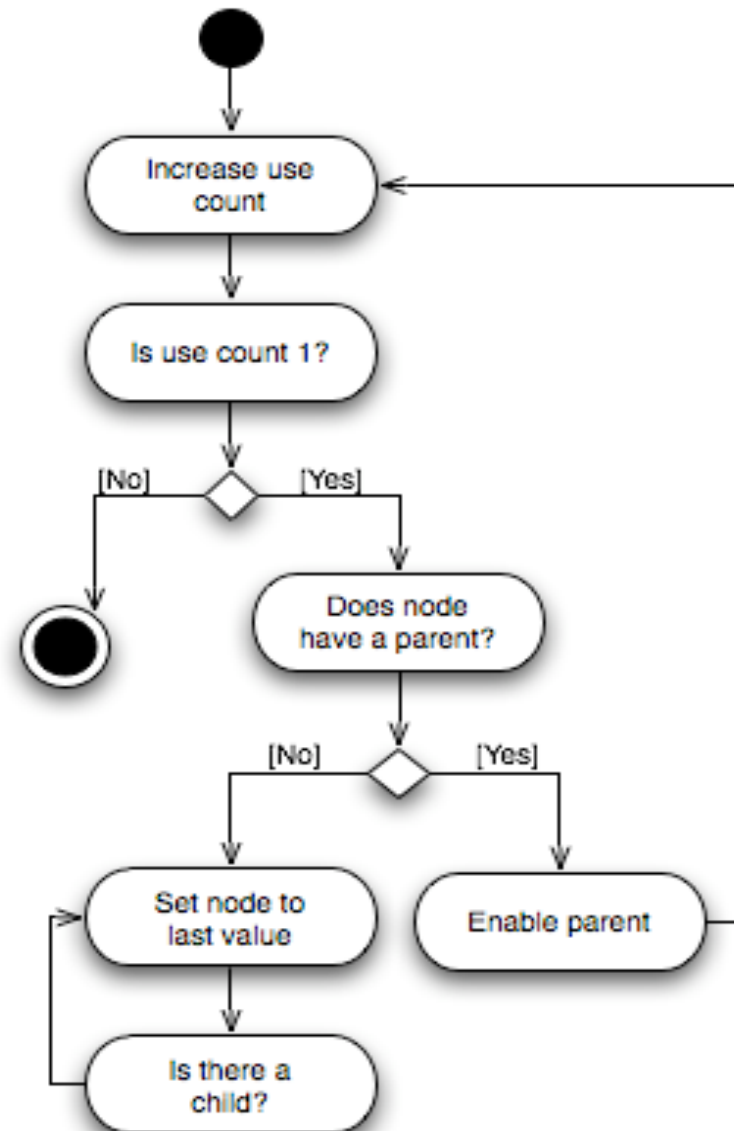 Increase use
count
Is use count 1?
[No]
[Yes]
Does node
have a parent?
[No]
[Yes]
Set node to
last value
Enable parent
Is there a
child?